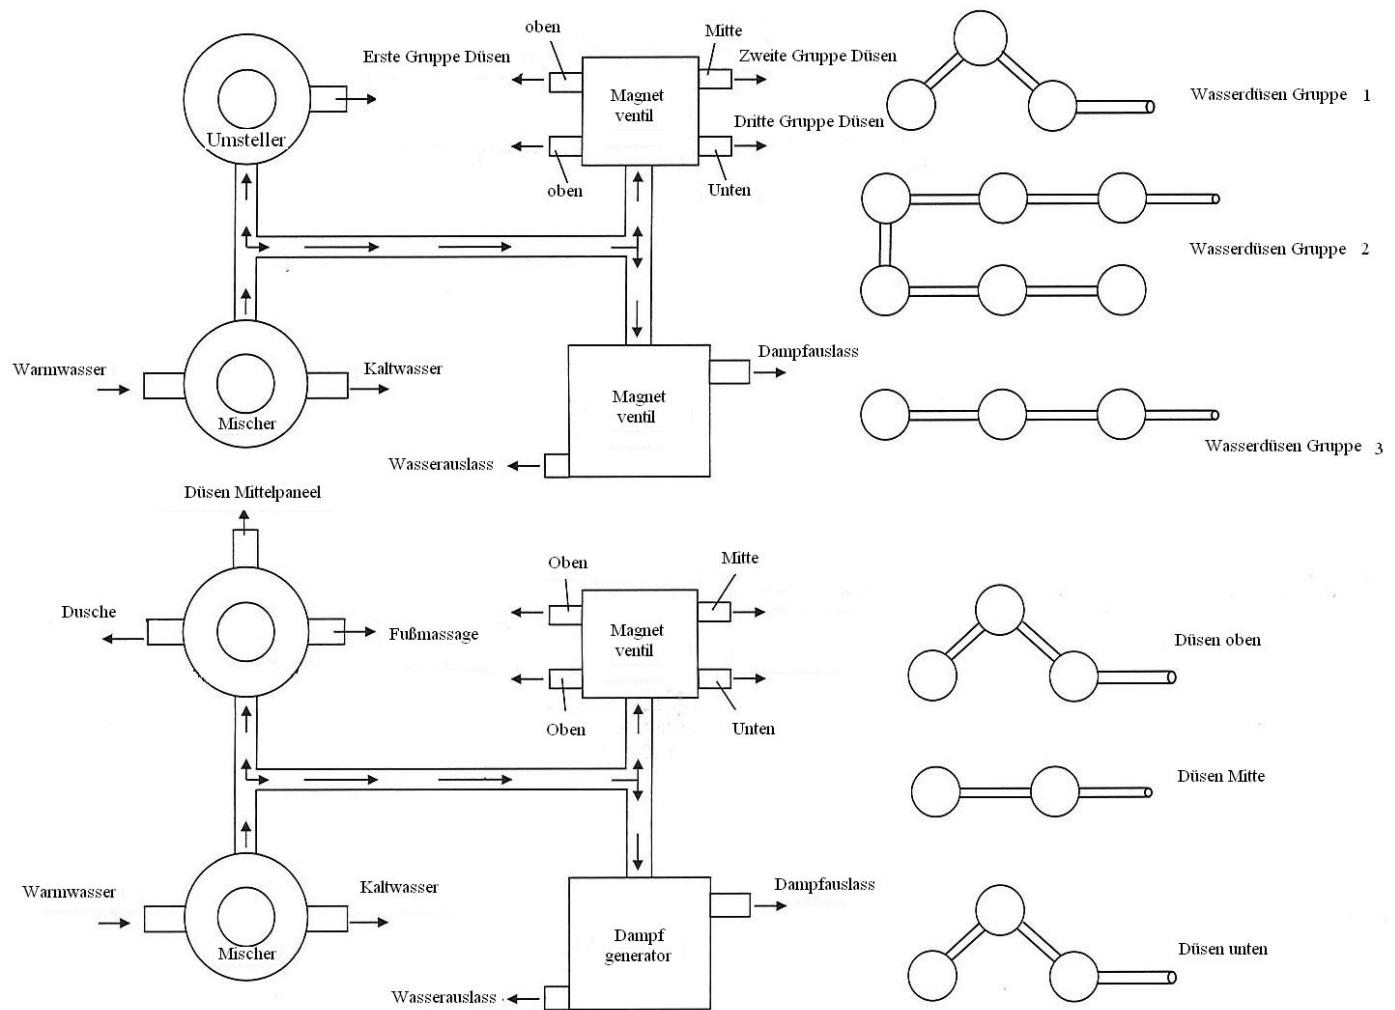 oben
Mitte
Erste Gruppe Düsen
Zweite Gruppe Düsen
Magnet
ventil
Wasserdüsen Gruppe 1
Umsteller
Dritte Gruppe Düsen
oben
Unten
Wasserdüsen Gruppe 2
Warmwasser
Kaltwasser
Dampfauslass
Mischer
Magnet
ventil
Wasserauslass
Wasserdüsen Gruppe 3
Düsen Mittelpaneel
Oben
Mitte
Dusche
Fußmassage
Magnet
ventil
Düsen oben
Oben
Unten
Düsen Mitte
Warmwasser
Kaltwasser
Dampfauslass
Mischer
Dampf
generator
Düsen unten
Wasserauslass